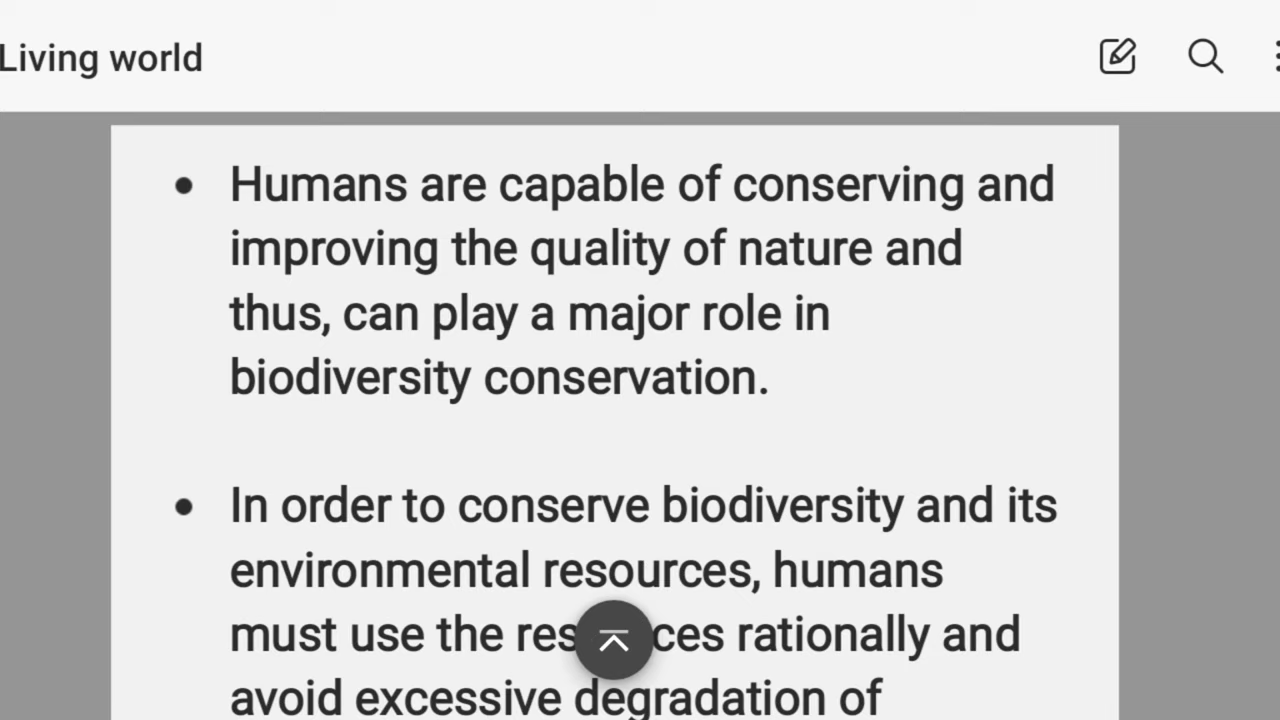 Living world
Humans are capable of conserving and
improving the quality of nature and
thus, can play a major role in
biodiversity conservation.
In order to conserve biodiversity and its
environmental resources, humans
must use the rationally and
avoid excessive degradation of